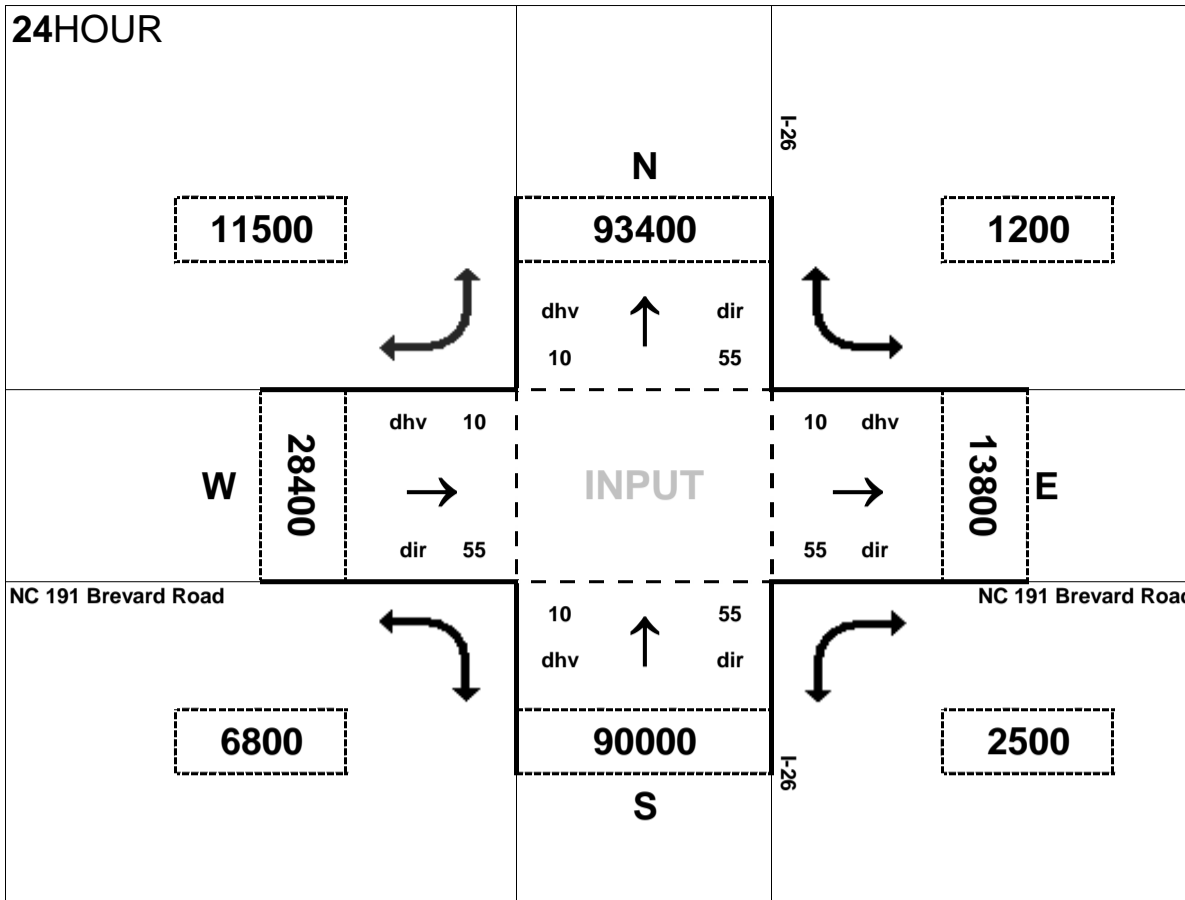 24HOUR
I-26
N
11500
93400
1200
dhv
dir
10
55
dhv 10
10 dhv
W
28400
INPUT
13800
E
dir 55
55 dir
NC 191 Brevard Road
NC 191 Brevard Road
10
55
dhv
dir
6800
90000
2500
I-26
S